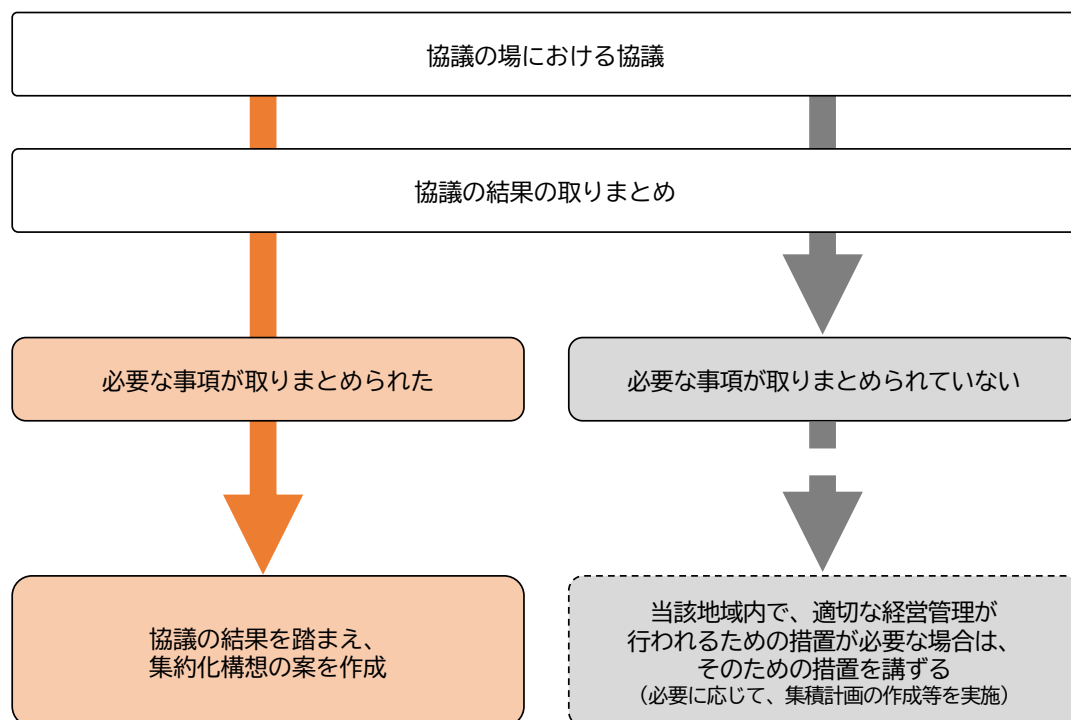 協議の場における協議
協議の結果の取りまとめ
必要な事項が取りまとめられた
必要な事項が取りまとめられていない
協議の結果を踏まえ、
集約化構想の案を作成
当該地域内で、適切な経営管理が
行われるための措置が必要な場合は、
そのための措置を講ずる
（必要に応じて、集積計画の作成等を実施）